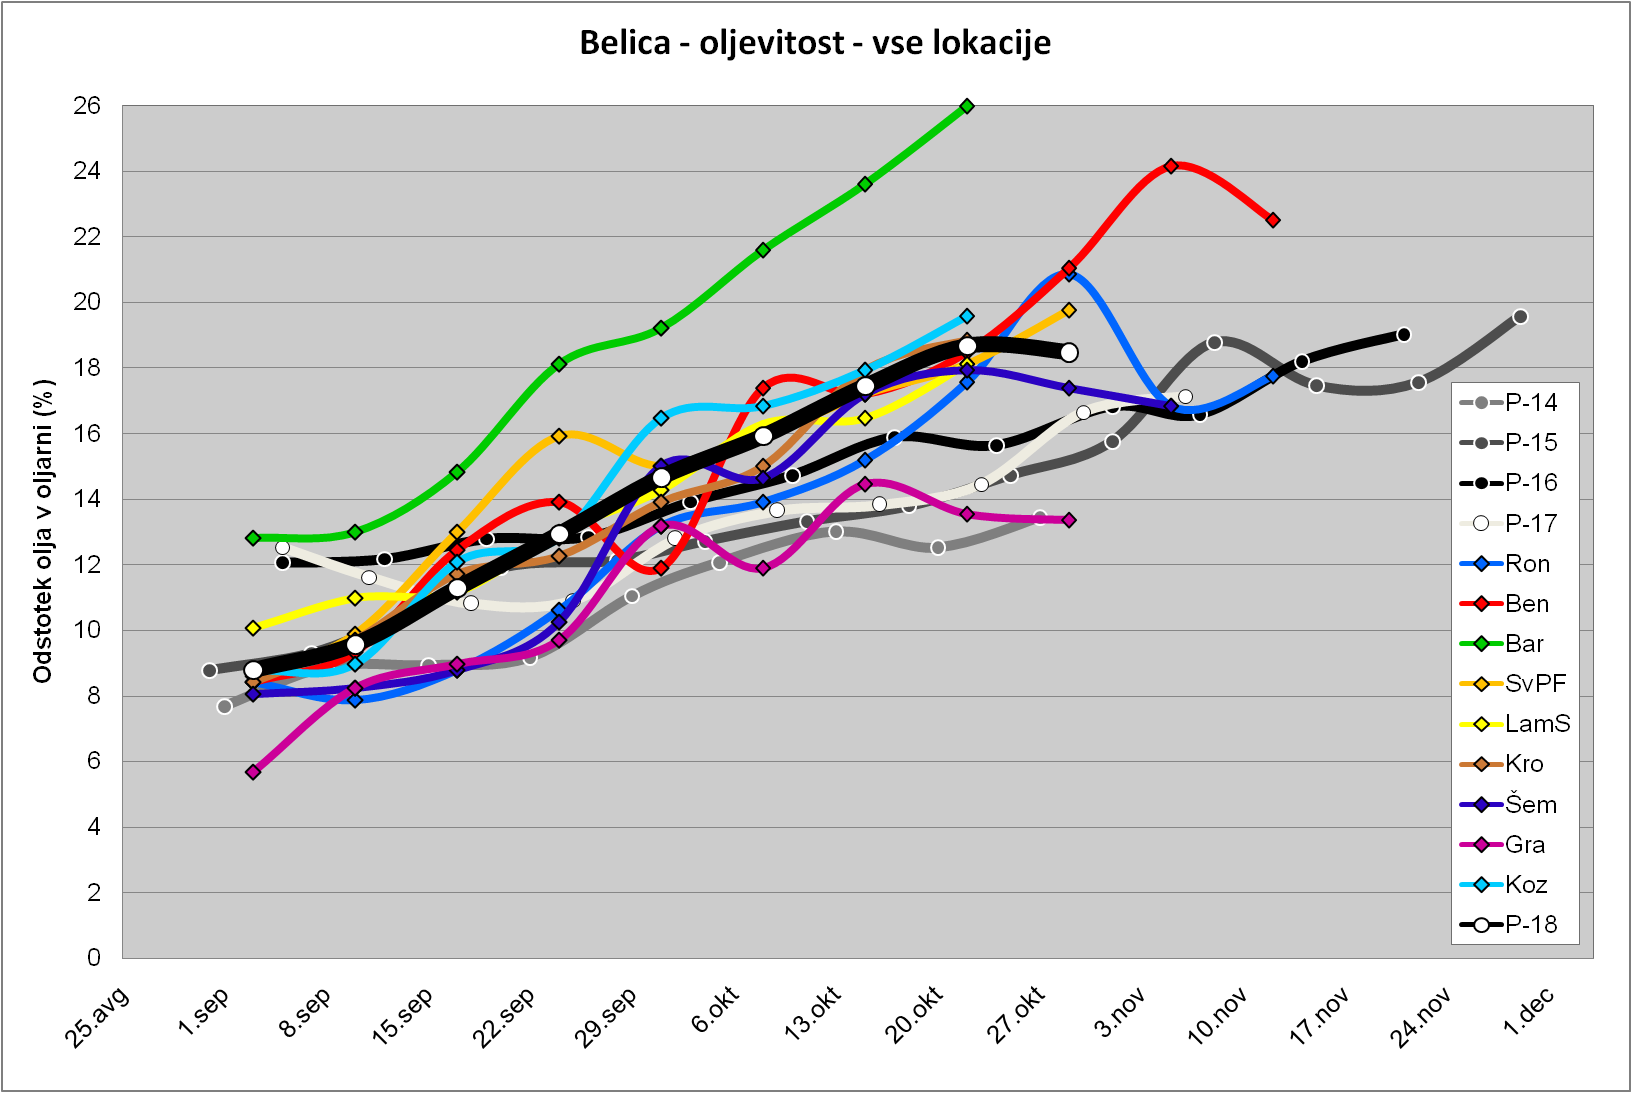 Belica - oljevitost - vse lokacije
Odstotek olja v oljarni (%)
26
24
22
20
18
16
14
12
10
8
6
4
2
0
25.avg
1.sep
8.sep
15.sep
22.sep
29.sep
6.okt
13.okt
20.okt
27.okt
3.nov
10.nov
17.nov
24.nov
1.dec
P-14
P-15
P-16
P-17
Ron
Ben
Bar
SvPF
LamS
Kro
Šem
Gra
Koz
P-18